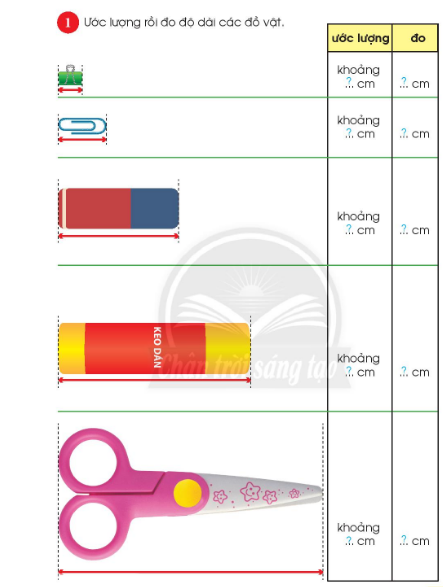 1 Ước lượng rồi đo độ dài các đồ vật.
ước lượng đo
khoảng
.?. cm .?. cm
khoảng
.?. cm .?. cm
khoảng
.?. cm .?. cm
KEO DÁN
Chân trời sáng tạo
khoảng
.?. cm .?. cm
khoảng
.?. cm .?. cm